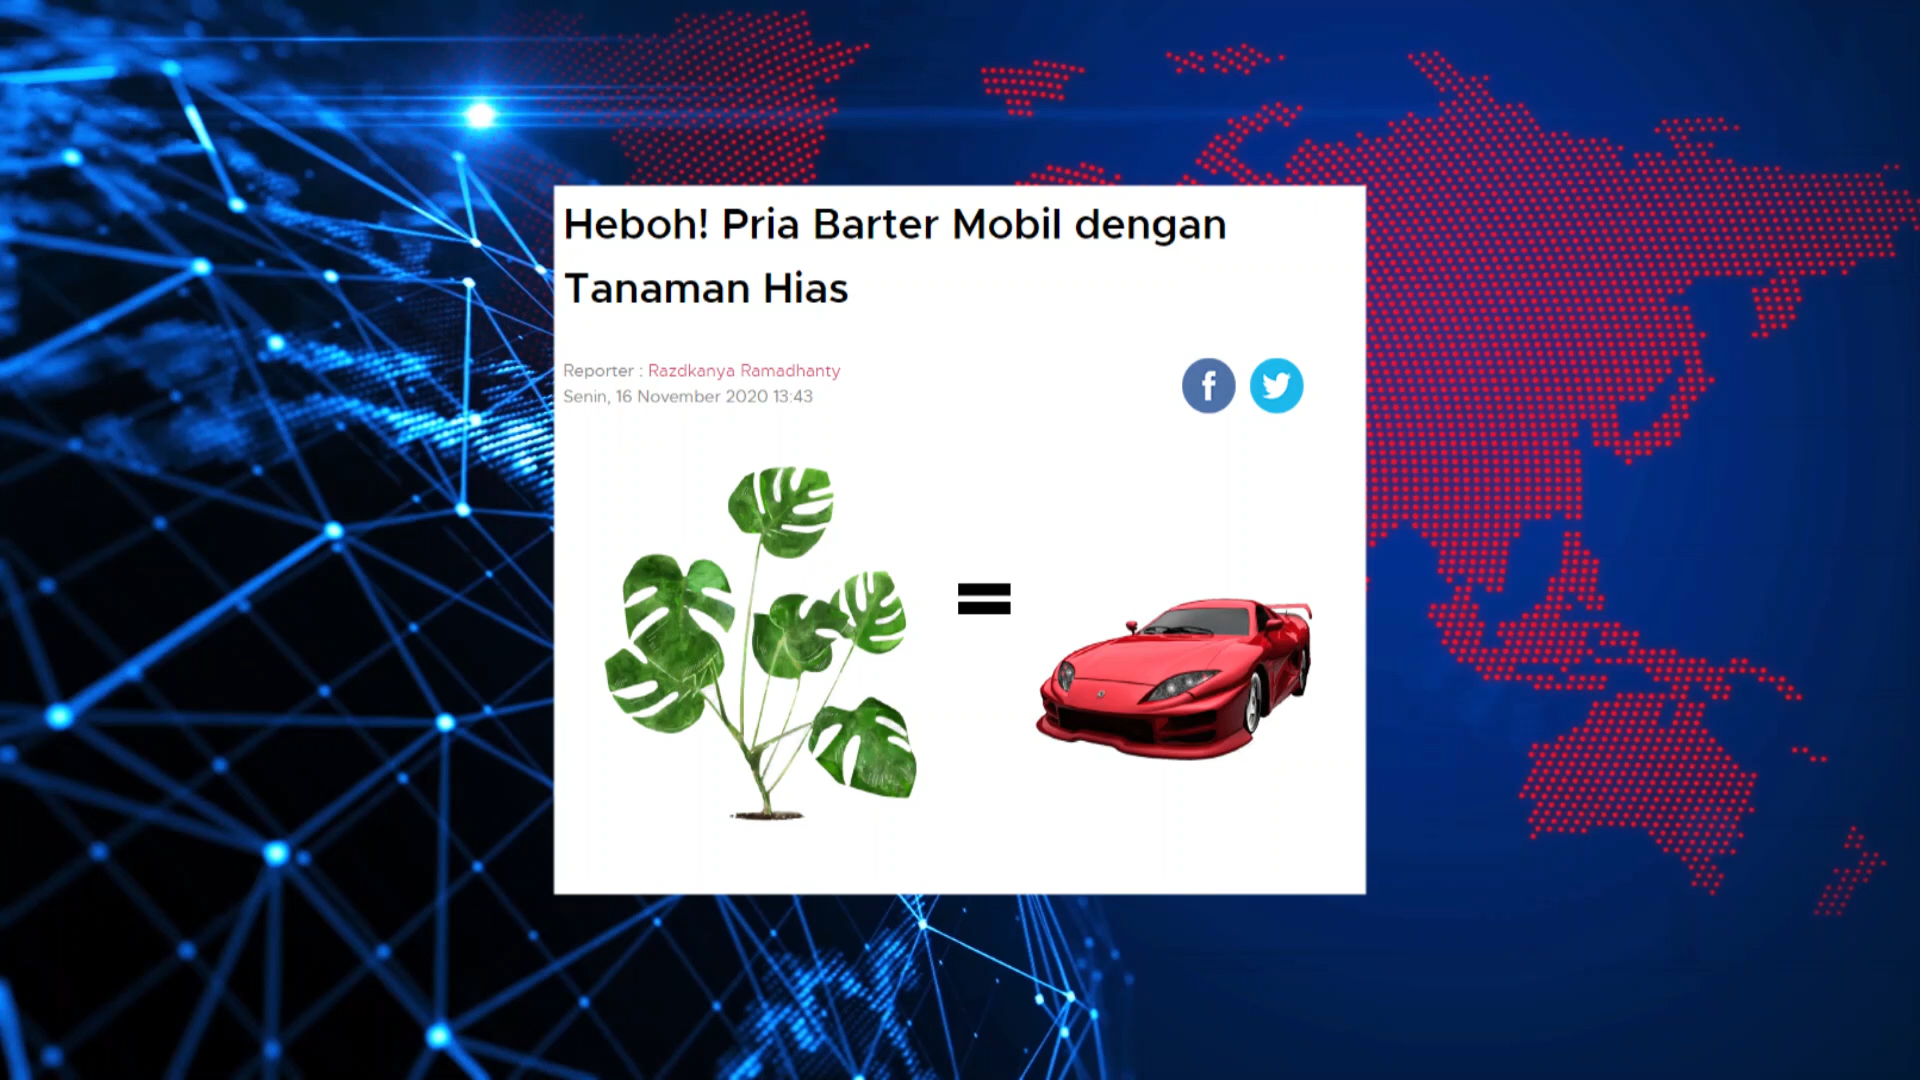 Heboh! Pria Barter Mobil dengan
Tanaman Hias
Reporter : Razdkanya Ramadhanty
Senin, 16 November 2020 13:43